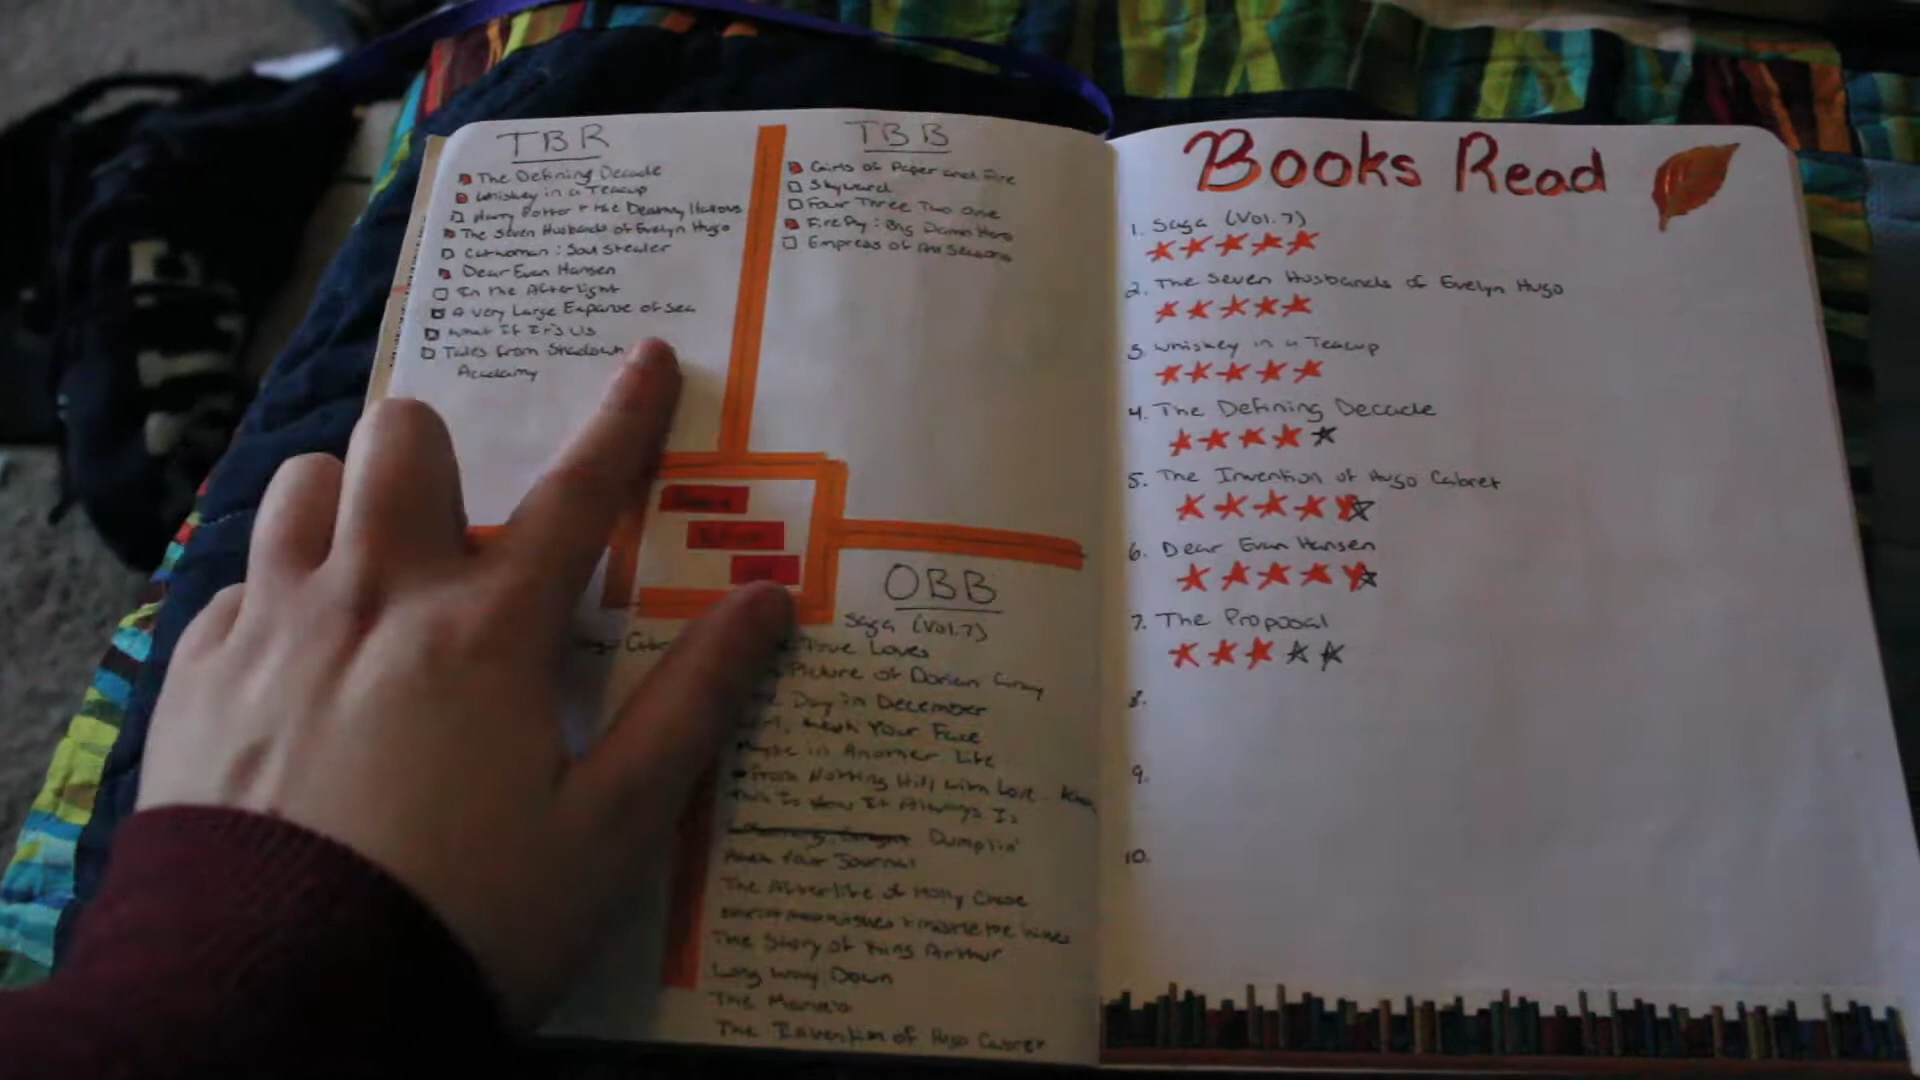 TBR
The Defining Decade
Whiskey in a Teacup
Harry Potter + the Deathly Hallows
The Seven Husbands of Evelyn Hugo
Catwoman: Soul Stealer
Dear Evan Hansen
In the Afterlight
A Very Large Expanse of Sea
What If It's Us
Tales from Shadow
Academy
TBB
Girls of Paper and Fire
Skyward
Four Three Two One
Firefly: Big Damn Hero
Empress of All Seasons
OBB
Saga (Vol. 7)
True Loves
Picture of Dorian Gray
Day in December
Wash Your Face
Maybe in Another Life
From Notting Hill with Love
This Is How It Always Is
Dumplin'
Your Journal
The Afterlife of Holly Chase
The Story of King Arthur
Long Way Down
The
The Invention of Hugo Cabret
Books Read
1. Saga (Vol. 7)
2. The Seven Husbands of Evelyn Hugo
3. Whiskey in a Teacup
4. The Defining Decade
5. The Invention of Hugo Cabret
6. Dear Evan Hansen
7. The Proposal
8.
9.
10.